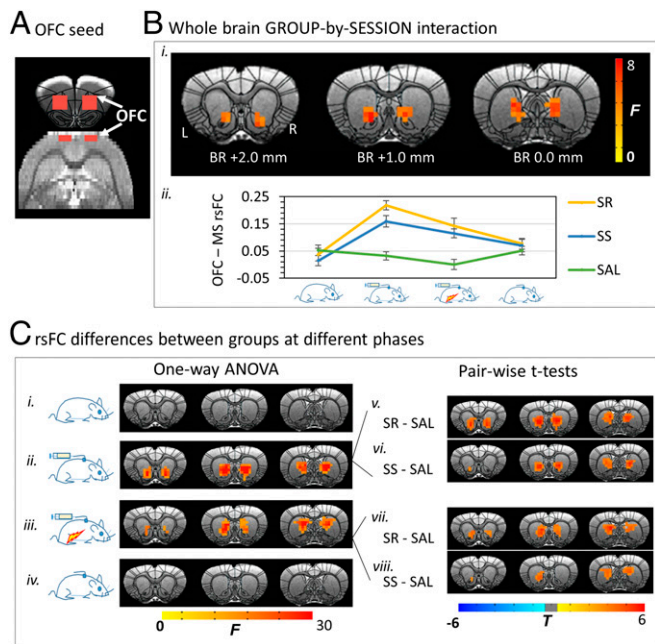 A OFC seed
OFC
B Whole brain GROUP-by-SESSION interaction
i.
L
R
BR +2.0 mm
BR +1.0 mm
BR 0.0 mm
8
F
0
ii.
OFC – MS rsFC
0.25
0.15
0.05
-0.05
SR
SS
SAL
C rsFC differences between groups at different phases
One-way ANOVA
Pair-wise t-tests
i.
ii.
iii.
iv.
v.
SR - SAL
vi.
SS - SAL
vii.
SR - SAL
viii.
SS - SAL
0
F
30
-6
T
6